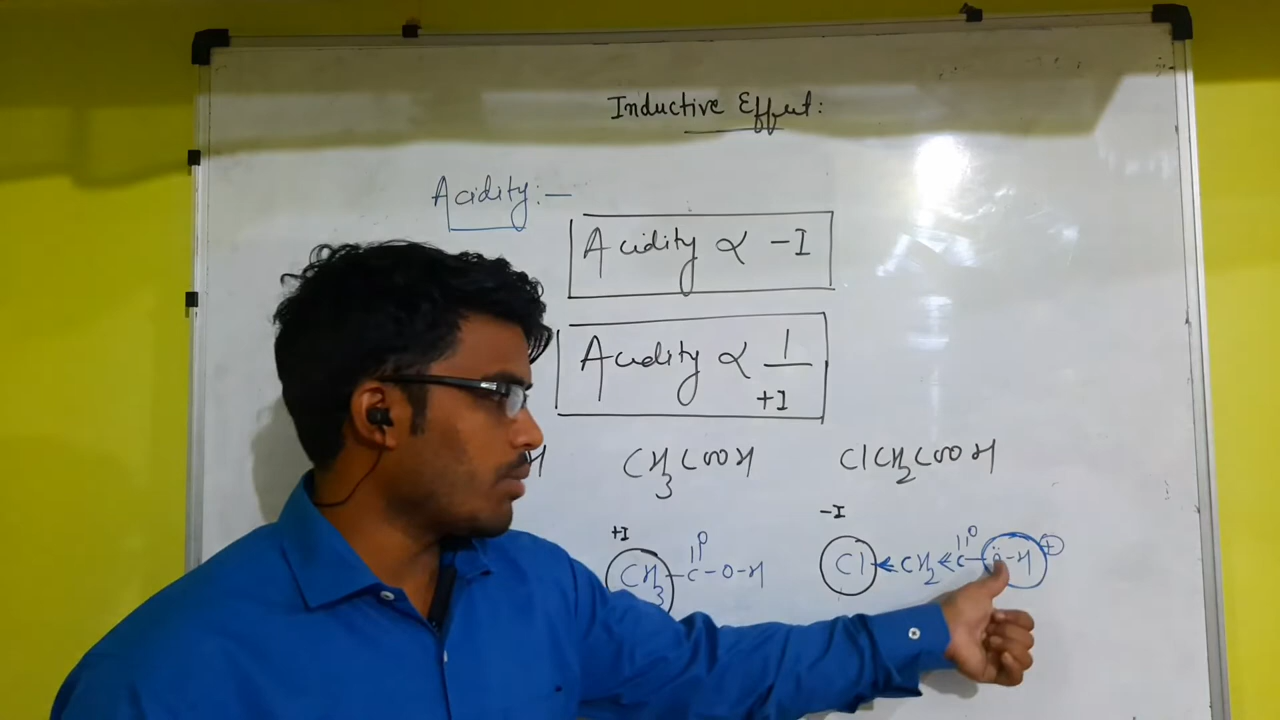 Inductive Effect:
Acidity:—
Acidity ∝ -I
Acidity ∝ 1/+I
H CH₃COOH ClCH₂COOH
+I -I
O O
CH₃-C-O-H Cl CH₂ C-O-H +